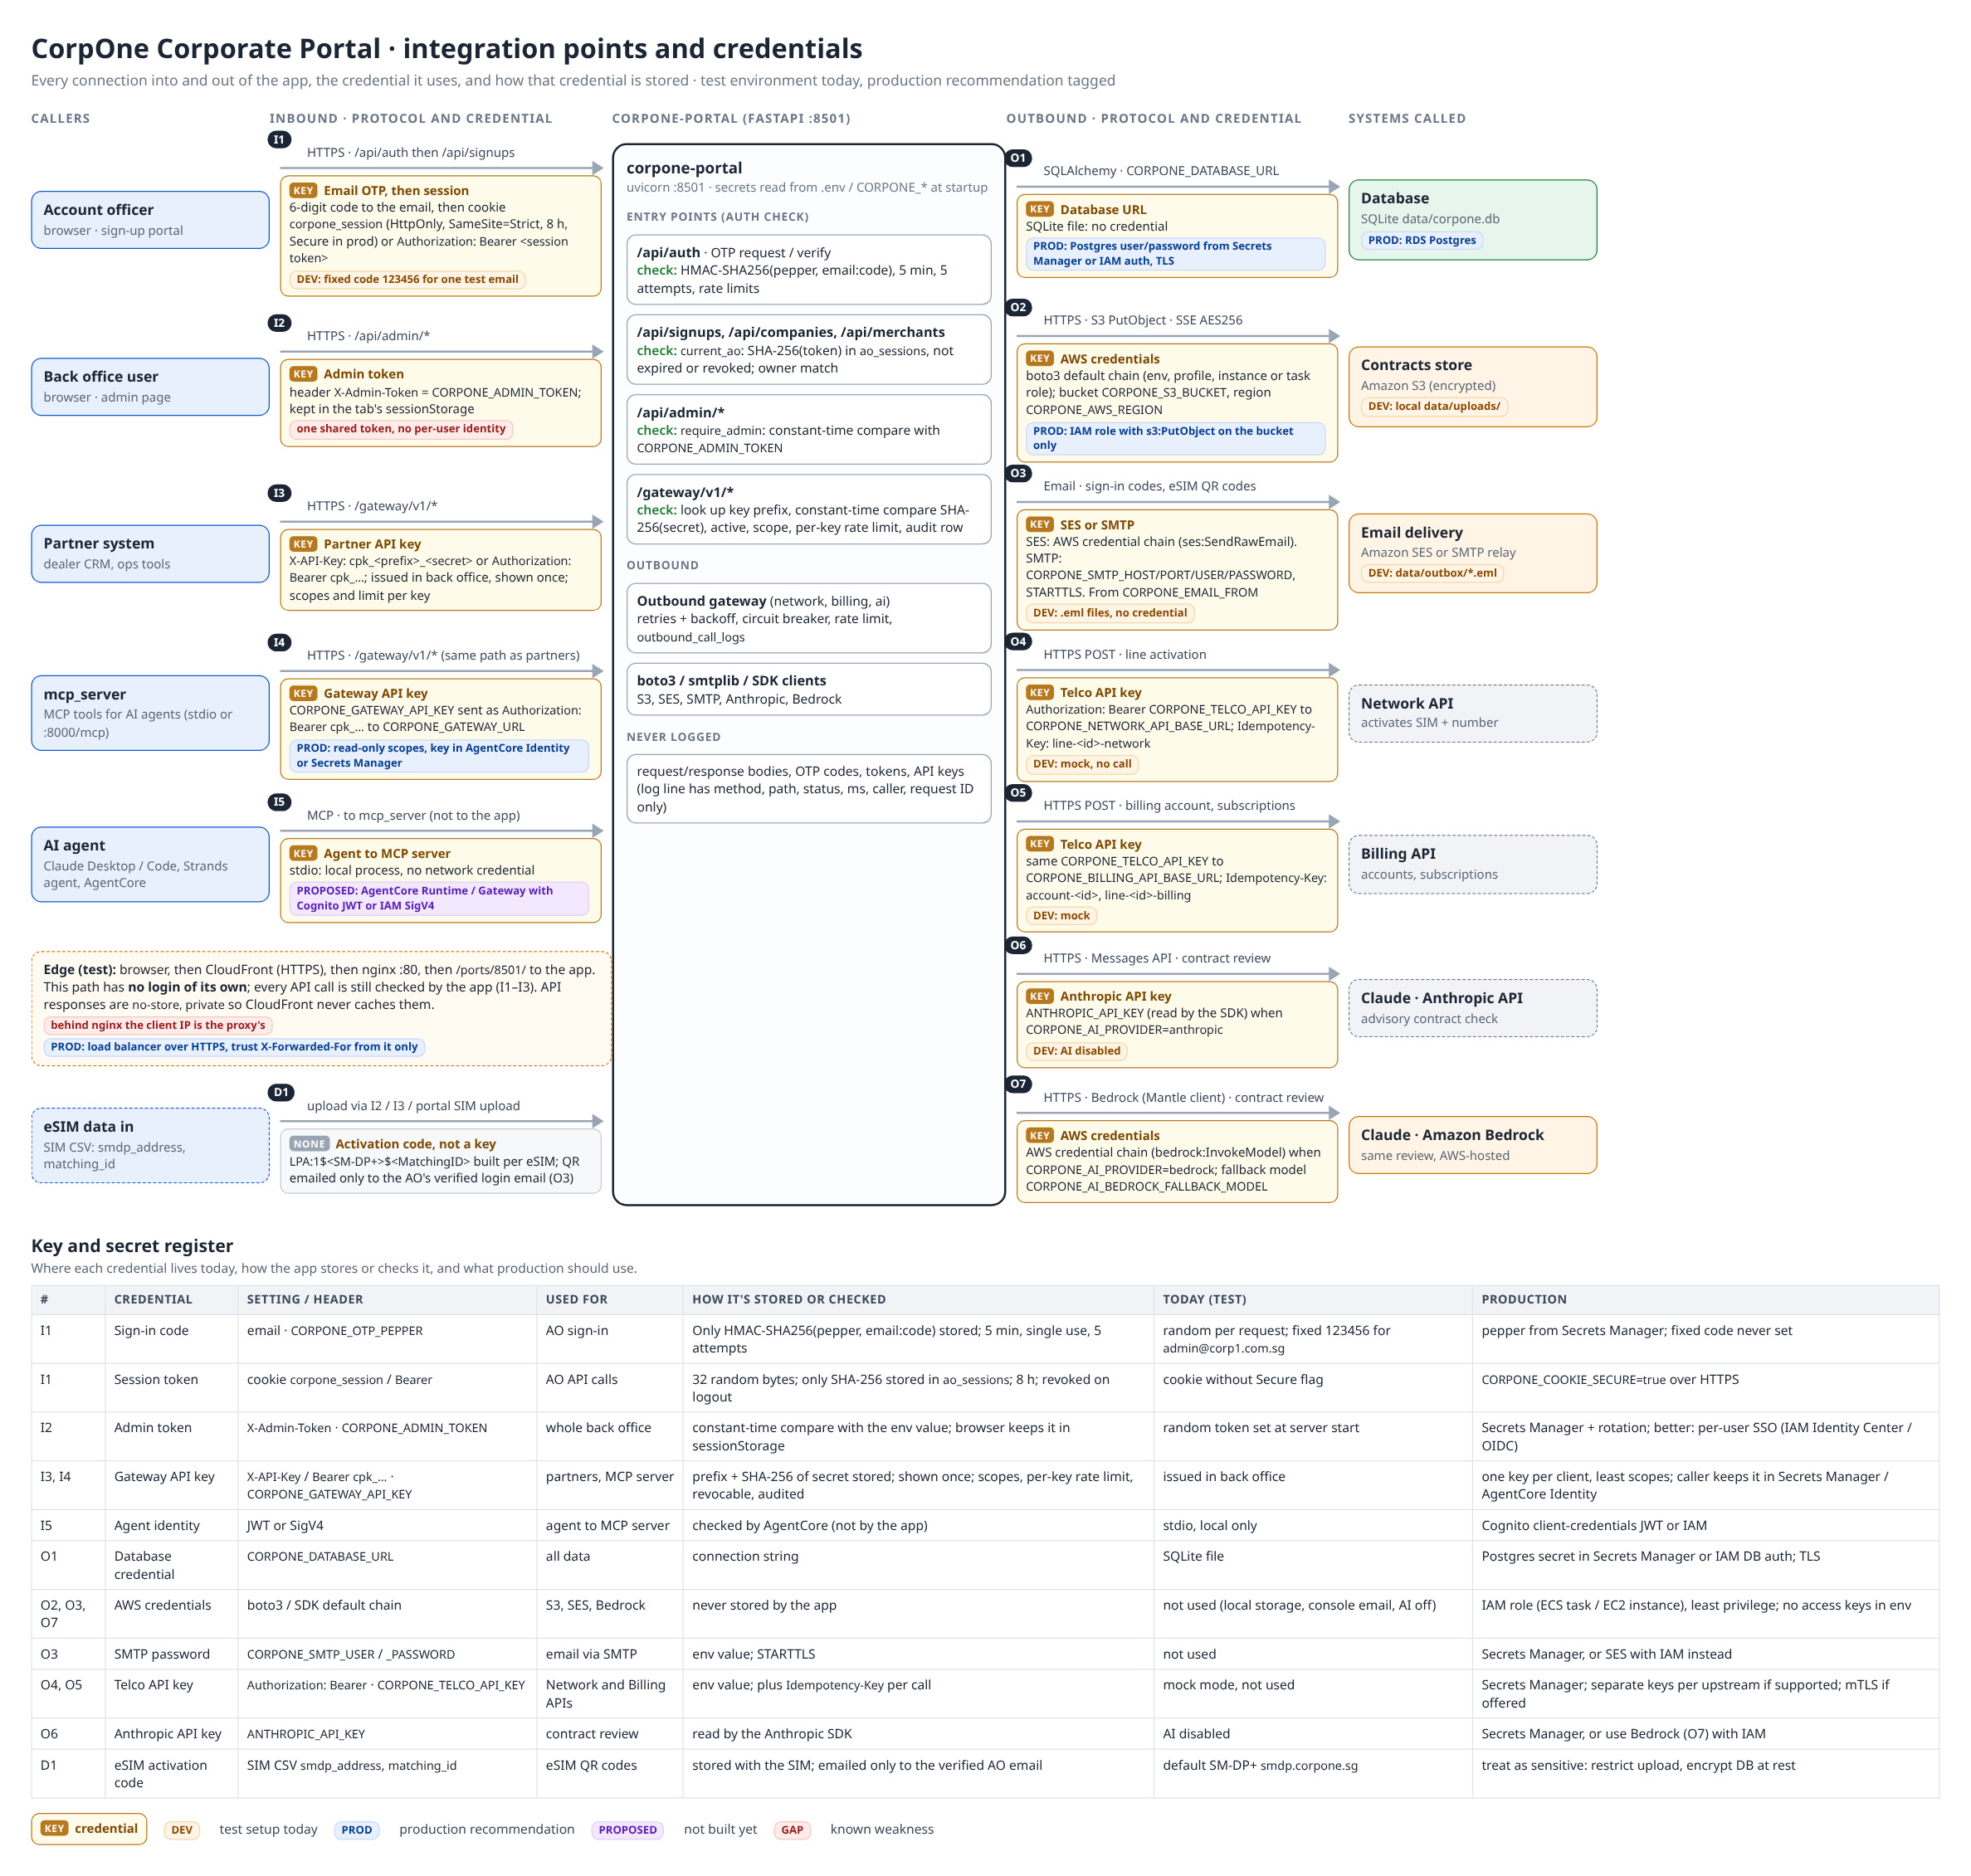 CorpOne Corporate Portal · integration points and credentials
Every connection into and out of the app, the credential it uses, and how that credential is stored · test environment today, production recommendation tagged
CALLERS
INBOUND · PROTOCOL AND CREDENTIAL
CORPONE-PORTAL (FASTAPI :8501)
OUTBOUND · PROTOCOL AND CREDENTIAL
SYSTEMS CALLED
Account officer
browser · sign-up portal
I1
HTTPS · /api/auth then /api/signups
KEY Email OTP, then session
6-digit code to the email, then cookie
corpone_session (HttpOnly, SameSite=Strict, 8 h,
Secure in prod) or Authorization: Bearer <session
token>
DEV: fixed code 123456 for one test email
Back office user
browser · admin page
I2
HTTPS · /api/admin/*
KEY Admin token
header X-Admin-Token = CORPONE_ADMIN_TOKEN;
kept in the tab's sessionStorage
one shared token, no per-user identity
Partner system
dealer CRM, ops tools
I3
HTTPS · /gateway/v1/*
KEY Partner API key
X-API-Key: cpk_<prefix>_<secret> or Authorization:
Bearer cpk_…; issued in back office, shown once;
scopes and limit per key
mcp_server
MCP tools for AI agents (stdio or
:8000/mcp)
I4
HTTPS · /gateway/v1/* (same path as partners)
KEY Gateway API key
CORPONE_GATEWAY_API_KEY sent as Authorization:
Bearer cpk_… to CORPONE_GATEWAY_URL
PROD: read-only scopes, key in AgentCore Identity
or Secrets Manager
AI agent
Claude Desktop / Code, Strands
agent, AgentCore
I5
MCP · to mcp_server (not to the app)
KEY Agent to MCP server
stdio: local process, no network credential
PROPOSED: AgentCore Runtime / Gateway with
Cognito JWT or IAM SigV4
Edge (test): browser, then CloudFront (HTTPS), then nginx :80, then /ports/8501/ to the app.
This path has no login of its own; every API call is still checked by the app (I1–I3). API
responses are no-store, private so CloudFront never caches them.
behind nginx the client IP is the proxy's
PROD: load balancer over HTTPS, trust X-Forwarded-For from it only
eSIM data in
SIM CSV: smdp_address,
matching_id
D1
upload via I2 / I3 / portal SIM upload
NONE Activation code, not a key
LPA:1$<SM-DP+>$<MatchingID> built per eSIM; QR
emailed only to the AO's verified login email (O3)
corpone-portal
uvicorn :8501 · secrets read from .env / CORPONE_* at startup
ENTRY POINTS (AUTH CHECK)
/api/auth · OTP request / verify
check: HMAC-SHA256(pepper, email:code), 5 min, 5
attempts, rate limits
/api/signups, /api/companies, /api/merchants
check: current_ao: SHA-256(token) in ao_sessions, not
expired or revoked; owner match
/api/admin/*
check: require_admin: constant-time compare with
CORPONE_ADMIN_TOKEN
/gateway/v1/*
check: look up key prefix, constant-time compare SHA-
256(secret), active, scope, per-key rate limit, audit row
OUTBOUND
Outbound gateway (network, billing, ai)
retries + backoff, circuit breaker, rate limit,
outbound_call_logs
boto3 / smtplib / SDK clients
S3, SES, SMTP, Anthropic, Bedrock
NEVER LOGGED
request/response bodies, OTP codes, tokens, API keys
(log line has method, path, status, ms, caller, request ID
only)
O1
SQLAlchemy · CORPONE_DATABASE_URL
KEY Database URL
SQLite file: no credential
PROD: Postgres user/password from Secrets
Manager or IAM auth, TLS
Database
SQLite data/corpone.db
PROD: RDS Postgres
O2
HTTPS · S3 PutObject · SSE AES256
KEY AWS credentials
boto3 default chain (env, profile, instance or task
role); bucket CORPONE_S3_BUCKET, region
CORPONE_AWS_REGION
PROD: IAM role with s3:PutObject on the bucket
only
Contracts store
Amazon S3 (encrypted)
DEV: local data/uploads/
O3
Email · sign-in codes, eSIM QR codes
KEY SES or SMTP
SES: AWS credential chain (ses:SendRawEmail).
SMTP:
CORPONE_SMTP_HOST/PORT/USER/PASSWORD,
STARTTLS. From CORPONE_EMAIL_FROM
DEV: .eml files, no credential
Email delivery
Amazon SES or SMTP relay
DEV: data/outbox/*.eml
O4
HTTPS POST · line activation
KEY Telco API key
Authorization: Bearer CORPONE_TELCO_API_KEY to
CORPONE_NETWORK_API_BASE_URL; Idempotency-
Key: line-<id>-network
DEV: mock, no call
Network API
activates SIM + number
O5
HTTPS POST · billing account, subscriptions
KEY Telco API key
same CORPONE_TELCO_API_KEY to
CORPONE_BILLING_API_BASE_URL; Idempotency-Key:
account-<id>, line-<id>-billing
DEV: mock
Billing API
accounts, subscriptions
O6
HTTPS · Messages API · contract review
KEY Anthropic API key
ANTHROPIC_API_KEY (read by the SDK) when
CORPONE_AI_PROVIDER=anthropic
DEV: AI disabled
Claude · Anthropic API
advisory contract check
O7
HTTPS · Bedrock (Mantle client) · contract review
KEY AWS credentials
AWS credential chain (bedrock:InvokeModel) when
CORPONE_AI_PROVIDER=bedrock; fallback model
CORPONE_AI_BEDROCK_FALLBACK_MODEL
Claude · Amazon Bedrock
same review, AWS-hosted
Key and secret register
Where each credential lives today, how the app stores or checks it, and what production should use.
# CREDENTIAL SETTING / HEADER USED FOR HOW IT'S STORED OR CHECKED TODAY (TEST) PRODUCTION
I1 Sign-in code email · CORPONE_OTP_PEPPER AO sign-in Only HMAC-SHA256(pepper, email:code) stored; 5 min, single use, 5 random per request; fixed 123456 for pepper from Secrets Manager; fixed code never set
attempts admin@corp1.com.sg
I1 Session token cookie corpone_session / Bearer AO API calls 32 random bytes; only SHA-256 stored in ao_sessions; 8 h; revoked on cookie without Secure flag CORPONE_COOKIE_SECURE=true over HTTPS
logout
I2 Admin token X-Admin-Token · CORPONE_ADMIN_TOKEN whole back office constant-time compare with the env value; browser keeps it in random token set at server start Secrets Manager + rotation; better: per-user SSO (IAM Identity Center /
sessionStorage OIDC)
I3, I4 Gateway API key X-API-Key / Bearer cpk_… · partners, MCP server prefix + SHA-256 of secret stored; shown once; scopes, per-key rate limit, issued in back office one key per client, least scopes; caller keeps it in Secrets Manager /
CORPONE_GATEWAY_API_KEY revocable, audited AgentCore Identity
I5 Agent identity JWT or SigV4 agent to MCP server checked by AgentCore (not by the app) stdio, local only Cognito client-credentials JWT or IAM
O1 Database CORPONE_DATABASE_URL all data connection string SQLite file Postgres secret in Secrets Manager or IAM DB auth; TLS
credential
O2, O3, AWS credentials boto3 / SDK default chain S3, SES, Bedrock never stored by the app not used (local storage, console email, AI off) IAM role (ECS task / EC2 instance), least privilege; no access keys in env
O7
O3 SMTP password CORPONE_SMTP_USER / _PASSWORD email via SMTP env value; STARTTLS not used Secrets Manager, or SES with IAM instead
O4, O5 Telco API key Authorization: Bearer · CORPONE_TELCO_API_KEY Network and Billing env value; plus Idempotency-Key per call mock mode, not used Secrets Manager; separate keys per upstream if supported; mTLS if
APIs offered
O6 Anthropic API key ANTHROPIC_API_KEY contract review read by the Anthropic SDK AI disabled Secrets Manager, or use Bedrock (O7) with IAM
D1 eSIM activation SIM CSV smdp_address, matching_id eSIM QR codes stored with the SIM; emailed only to the verified AO email default SM-DP+ smdp.corpone.sg treat as sensitive: restrict upload, encrypt DB at rest
code
KEY credential DEV test setup today PROD production recommendation PROPOSED not built yet GAP known weakness